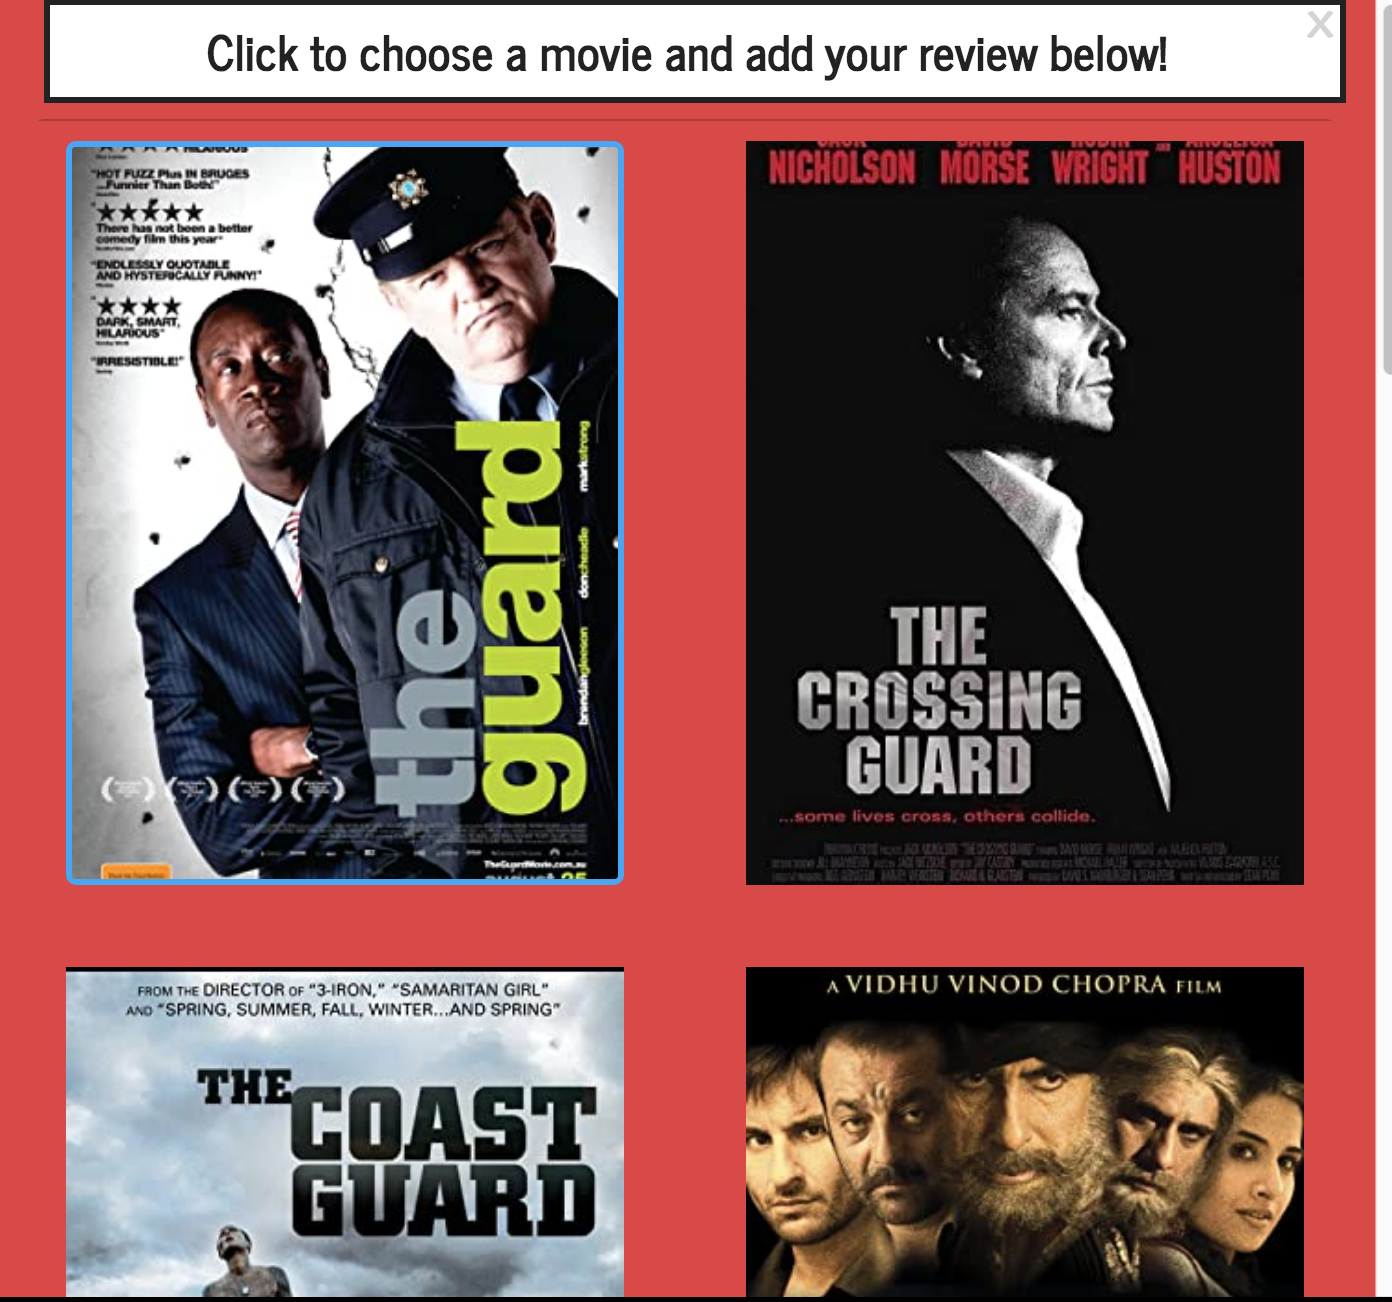 Click to choose a movie and add your review below!
X
HILARIOUS"
"HOT FUZZ Plus IN BRUGES
...Funnier Than Both!"
There has not been a better
comedy film this year"
"ENDLESSLY QUOTABLE
AND HYSTERICALLY FUNNY!"
DARK, SMART,
HILARIOUS"
"IRRESISTIBLE!"
the
guard
brendangleeson doncheadle markstrong
TheGuardMovie.com.au
august 25
NICHOLSON MORSE WRIGHT AND HUSTON
THE
CROSSING
GUARD
...some lives cross, others collide.
FROM THE DIRECTOR OF "3-IRON," "SAMARITAN GIRL"
AND "SPRING, SUMMER, FALL, WINTER...AND SPRING"
THE
COAST
GUARD
A VIDHU VINOD CHOPRA FILM